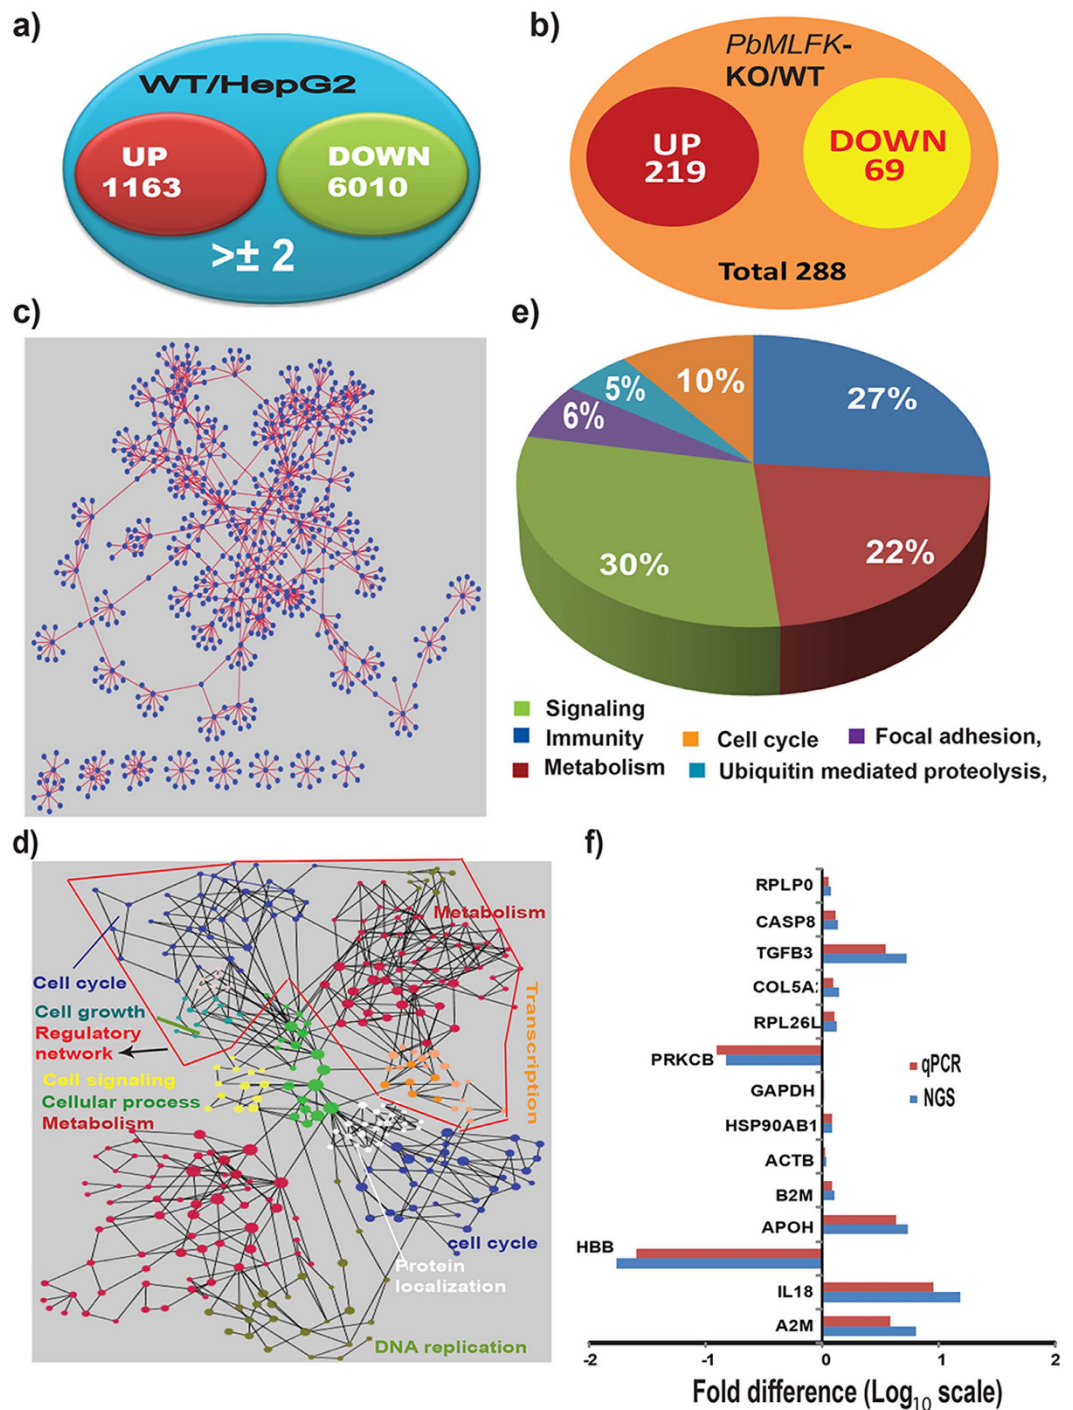 a)
WT/HepG2
UP
1163
DOWN
6010
>± 2
b)
PbMLFK-
KO/WT
UP
219
DOWN
69
Total 288
c)
e)
10%
5%
6%
27%
30%
22%
Signaling
Immunity
Cell cycle
Focal adhesion,
Metabolism
Ubiquitin mediated proteolysis,
d)
Metabolism
Cell cycle
Cell growth
Regulatory
network
Cell signaling
Cellular process
Metabolism
Transcription
cell cycle
Protein
localization
DNA replication
f)
RPLP0
CASP8
TGFB3
COL5A
RPL26L
PRKCB
GAPDH
HSP90AB1
ACTB
B2M
APOH
HBB
IL18
A2M
qPCR
NGS
-2 -1 0 1 2
Fold difference (Log10 scale)